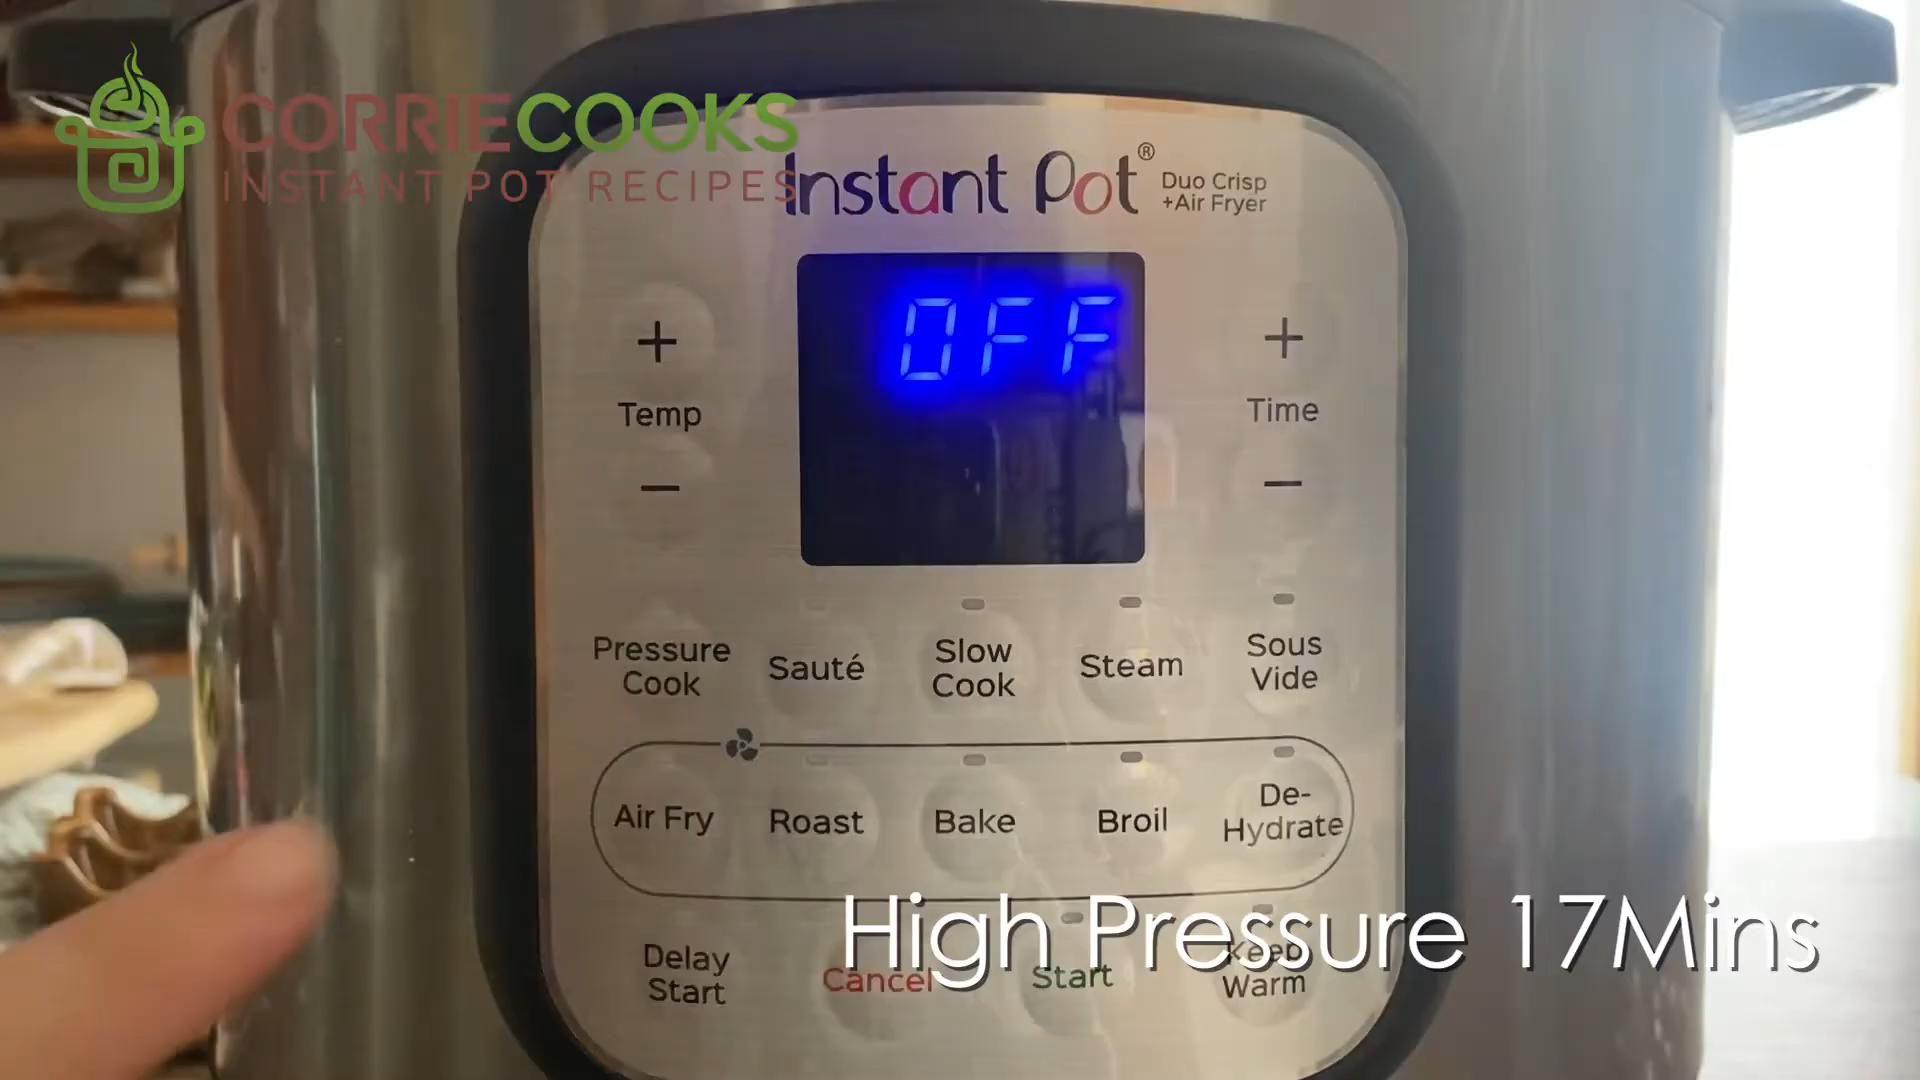 CORRIECOOKS
INSTANT POT RECIPES
Instant Pot®
Duo Crisp
+Air Fryer
OFF
+
+
Temp
Time
−
−
Pressure
Cook
Sauté
Slow
Cook
Steam
Sous
Vide
Air Fry
Roast
Bake
Broil
De-
Hydrate
High Pressure 17Mins
Delay
Start
Cancel
Start
Keep
Warm